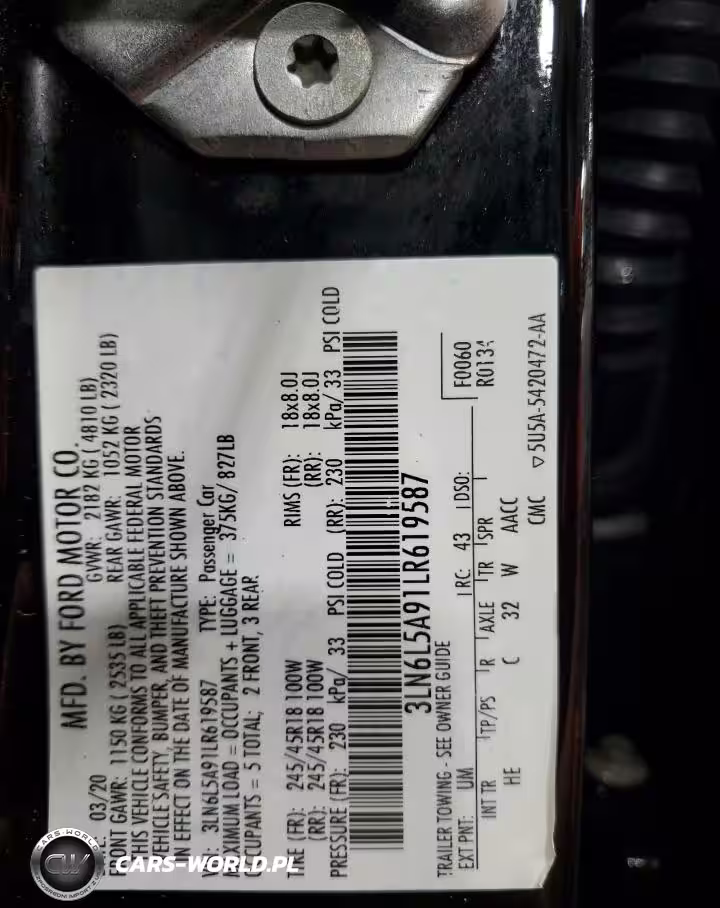 MFD. BY FORD MOTOR CO.
03/20 GVWR: 2182 KG ( 4810 LB)
FRONT GAWR: 1150 KG ( 2535 LB) REAR GAWR: 1052 KG ( 2320 LB)
THIS VEHICLE CONFORMS TO ALL APPLICABLE FEDERAL MOTOR
VEHICLE SAFETY, BUMPER, AND THEFT PREVENTION STANDARDS
IN EFFECT ON THE DATE OF MANUFACTURE SHOWN ABOVE.
3LN6L5A91LR619587 TYPE: Passenger Car
MAXIMUM LOAD = OCCUPANTS + LUGGAGE = 375KG/ 827LB
OCCUPANTS = 5 TOTAL; 2 FRONT, 3 REAR
TIRE (FR): 245/45R18 100W RIMS (FR): 18x8.0J
(RR): 245/45R18 100W (RR): 18x8.0J
PRESSURE (FR): 230 kPa/ 33 PSI COLD (RR): 230 kPa/ 33 PSI COLD
3LN6L5A91LR619587
TRAILER TOWING - SEE OWNER GUIDE
EXT PNT: UM RC: 43 DSO: F0060
R0134
INT TR TP/PS R AXLE TR SPR
HE C 32 W AACC
CMC ▽5U5A-5420472-AA
CARS-WORLD
CW
CARS-WORLD.PL